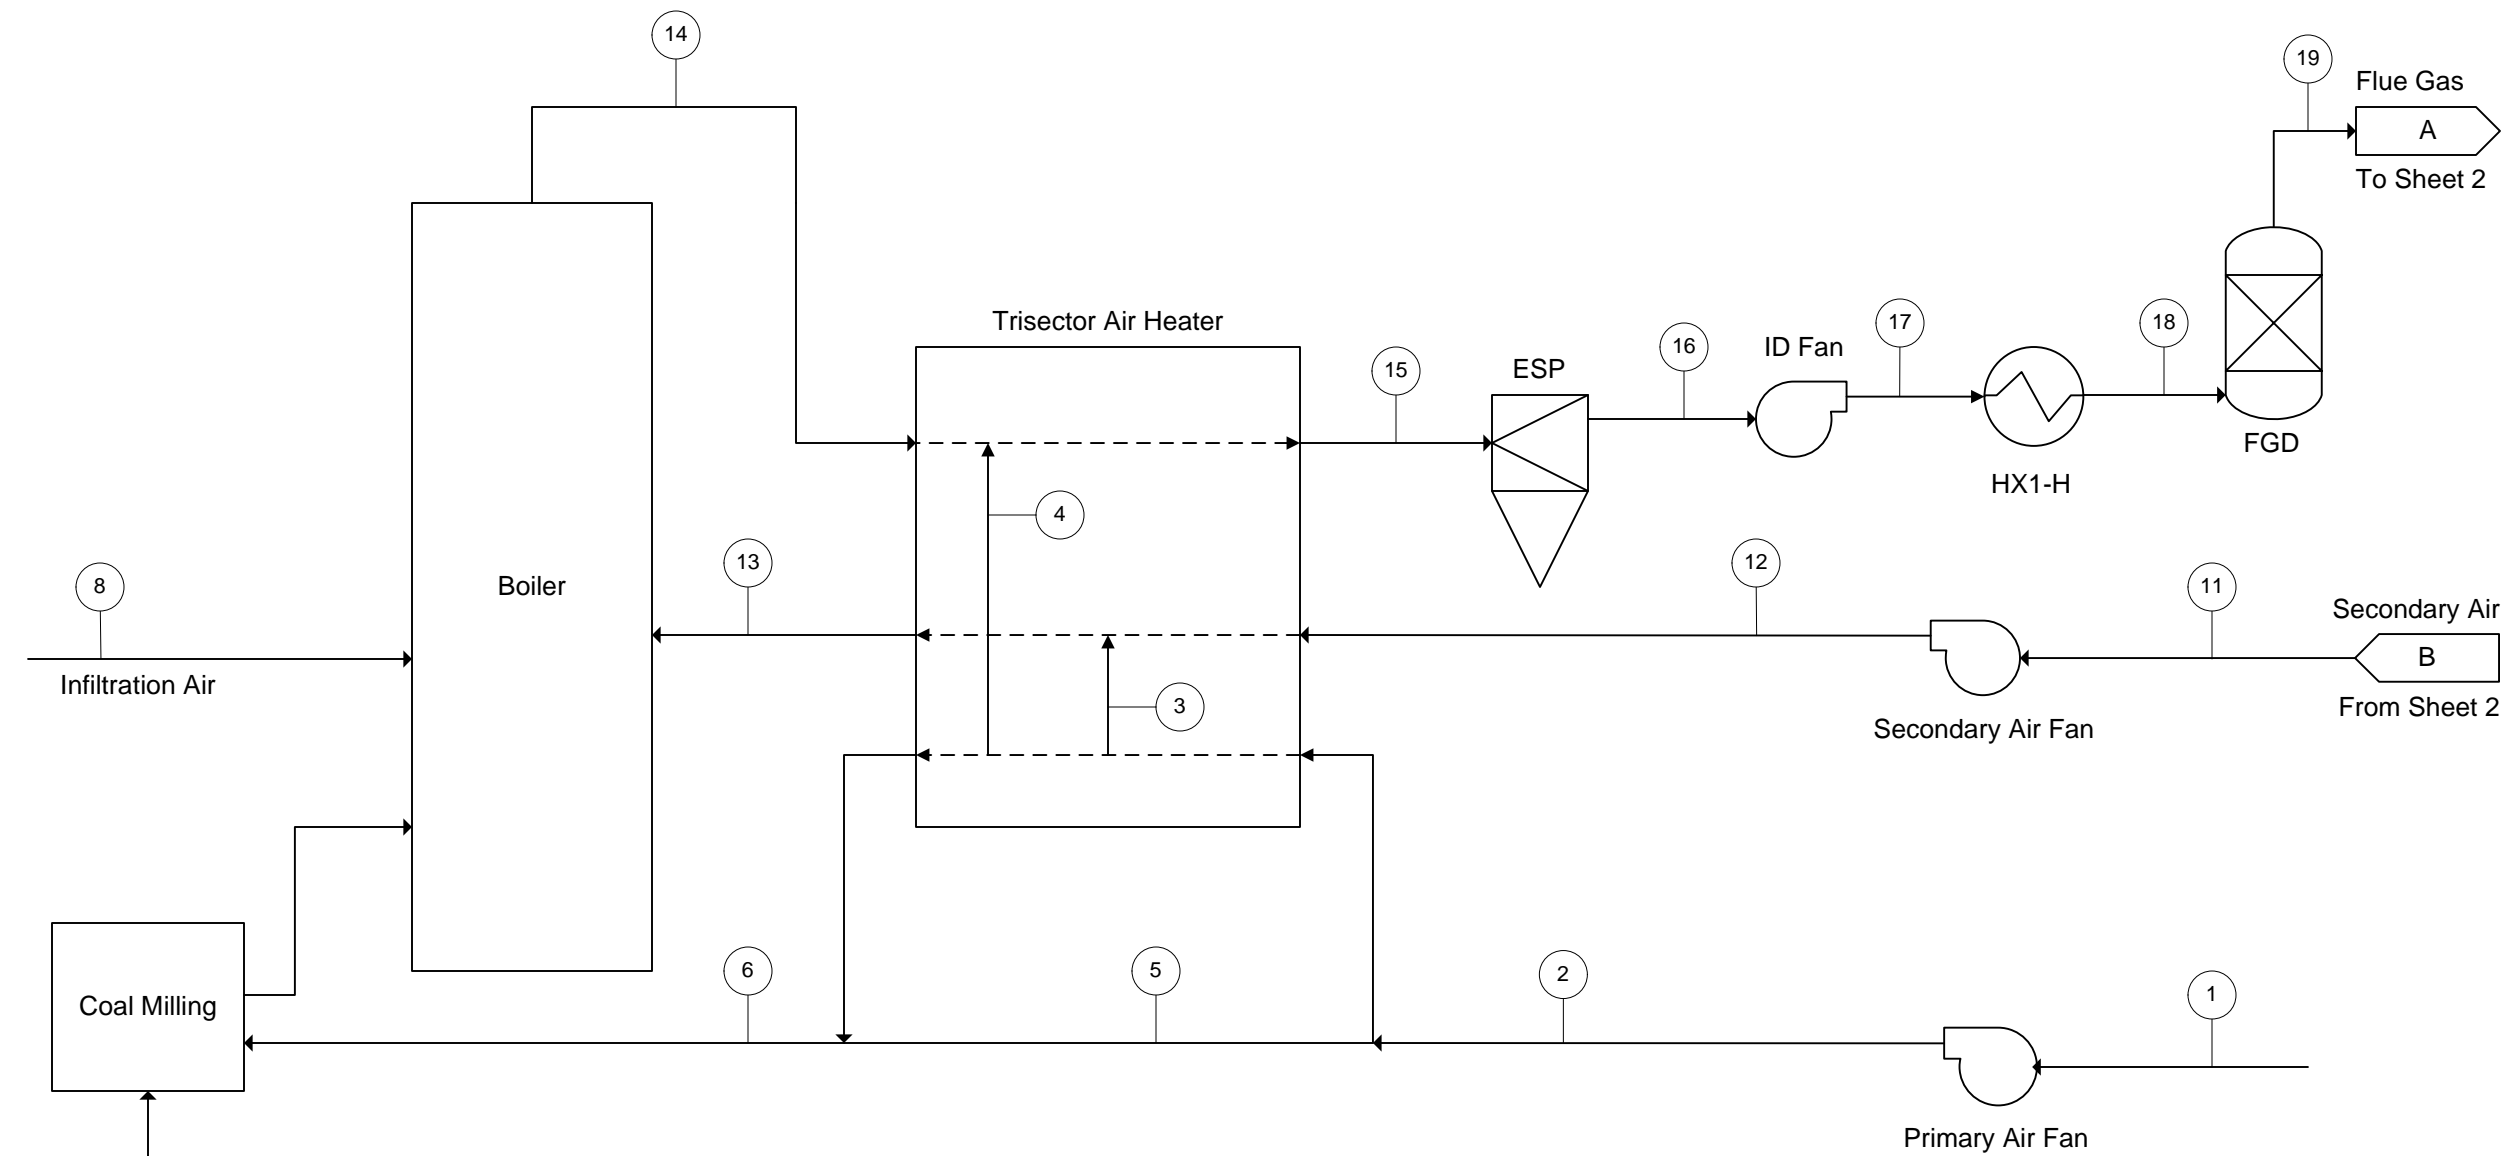 14
19
Flue Gas
A
To Sheet 2
Trisector Air Heater
15
ESP
16
ID Fan
17
HX1-H
18
FGD
4
13
12
11
8
Boiler
Secondary Air
B
From Sheet 2
Infiltration Air
3
Secondary Air Fan
Coal Milling
6
5
2
1
Primary Air Fan